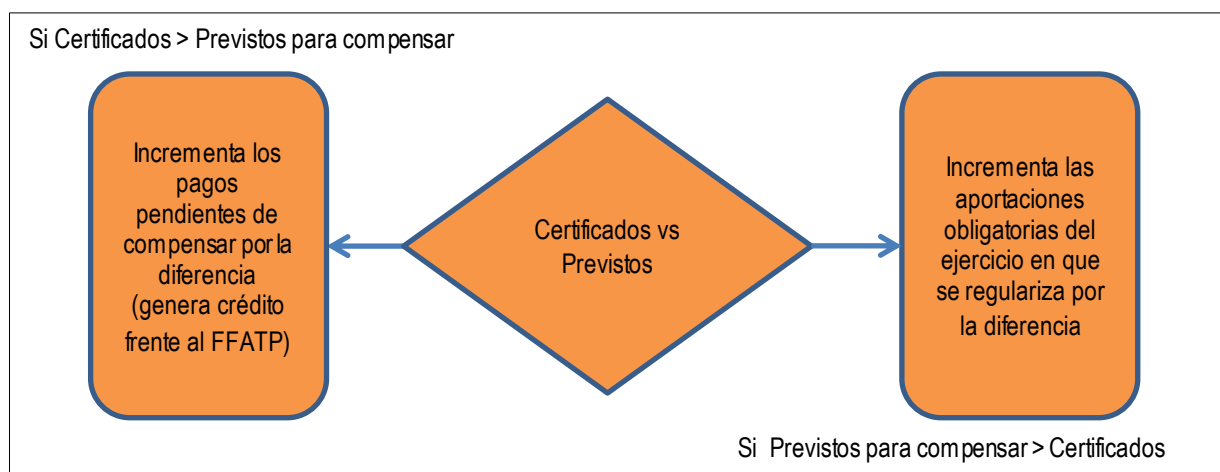 Si Certificados > Previstos para compensar
Incrementa los
pagos
pendientes de
compensar por la
diferencia
(genera crédito
frente al FFATP)
Certificados vs
Previstos
Incrementa las
aportaciones
obligatorias del
ejercicio en que
se regulariza por
la diferencia
Si Previstos para compensar > Certificados